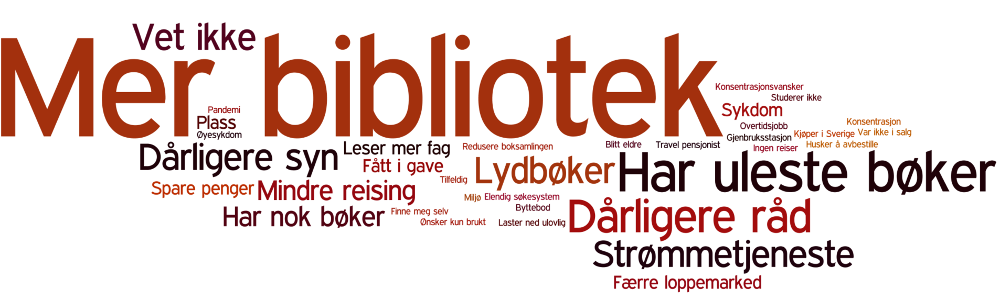 Vet ikke
Mer bibliotek
Konsentrasjonsvansker
Studerer ikke
Pandemi
Sykdom
Plass
Konsentrasjon
Øyesykdom
Overtidsjobb
Kjøper i Sverige
Var ikke i salg
Gjenbruksstasjon
Husker å avbestille
Dårligere syn
Leser mer fag
Redusere boksamlingen
Blitt eldre
Travel pensjonist
Ingen reiser
Fått i gave
Lydbøker
Har uleste bøker
Tilfeldig
Spare penger
Mindre reising
Miljø
Elendig søkesystem
Byttebod
Dårligere råd
Har nok bøker
Finne meg selv
Ønsker kun brukt
Laster ned ulovlig
Strømmetjeneste
Færre loppemarked